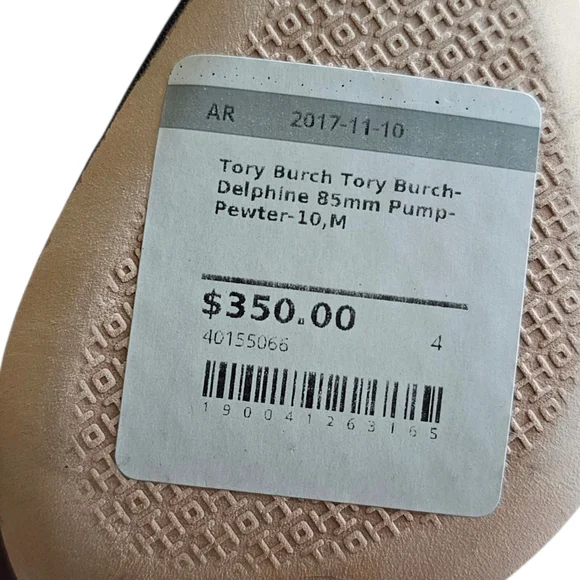 AR 2017-11-10
Tory Burch Tory Burch-
Delphine 85mm Pump-
Pewter-10,M
$350.00
40155066 4
190041263165